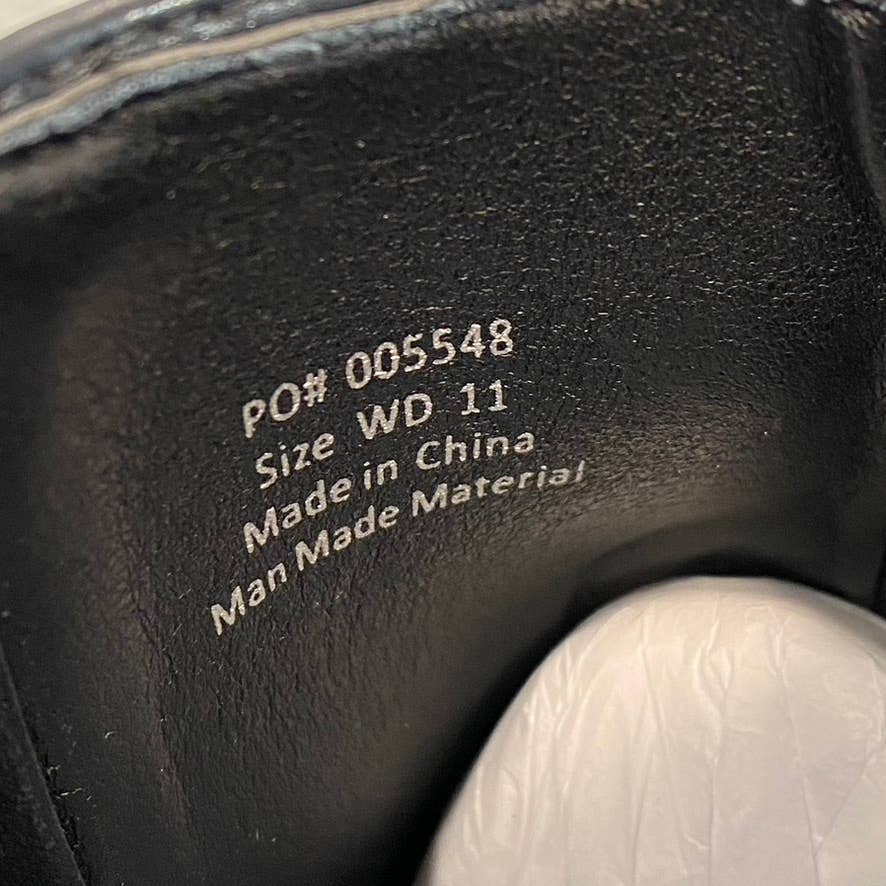 PO# 005548
Size WD 11
Made in China
Man Made Material